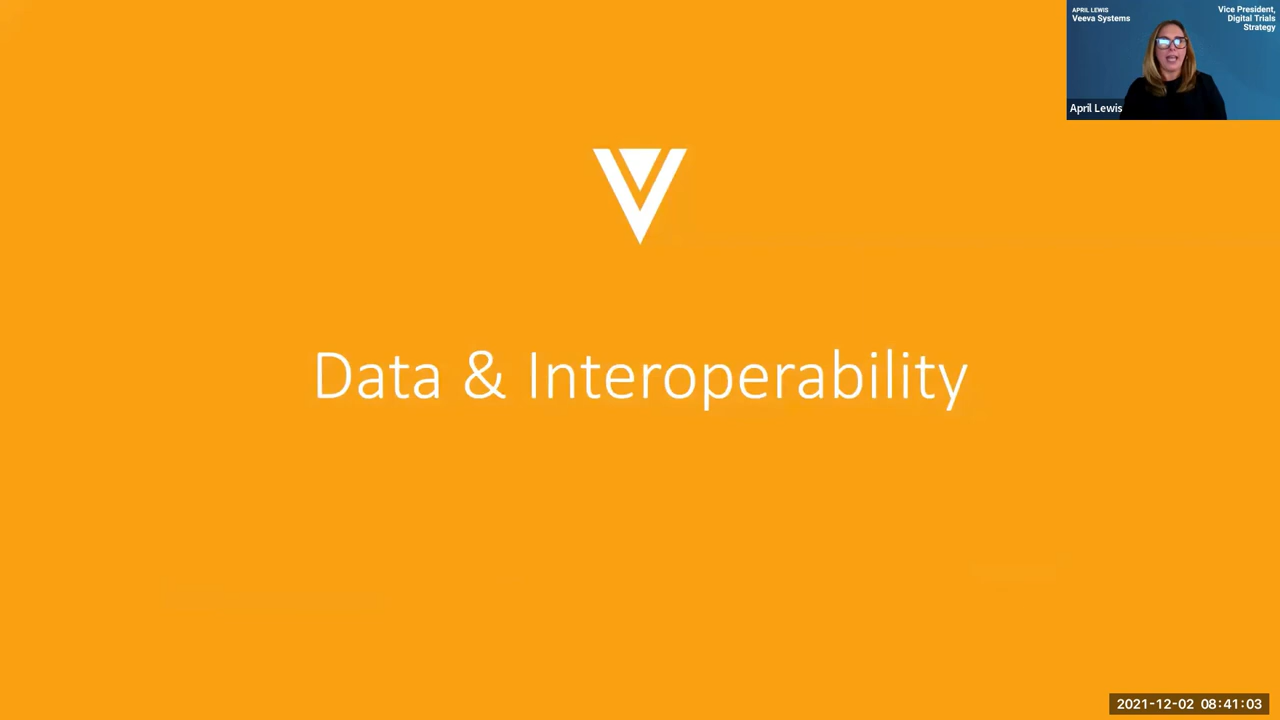 APRIL LEWIS
Veeva Systems
Vice President,
Digital Trials
Strategy
April Lewis
Data & Interoperability
2021-12-02 08:41:03